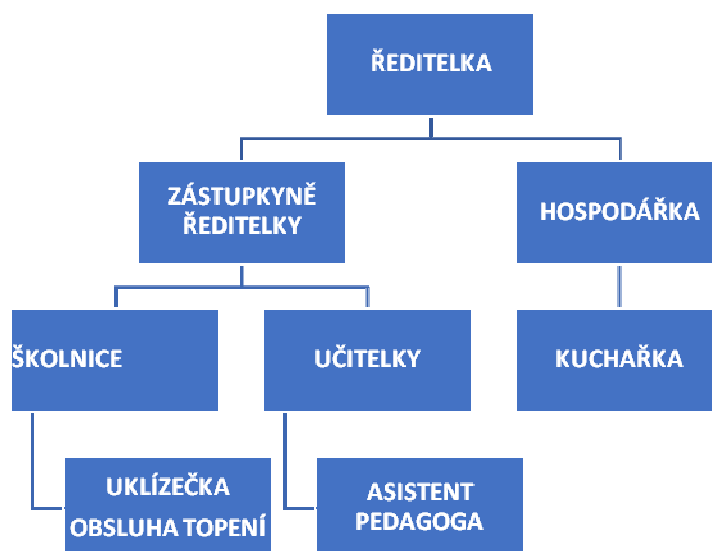 ŘEDITELKA
ZÁSTUPKYNĚ
ŘEDITELKY
HOSPODÁŘKA
ŠKOLNICE
UČITELKY
KUCHAŘKA
UKLÍZEČKA
OBSLUHA TOPENÍ
ASISTENT
PEDAGOGA